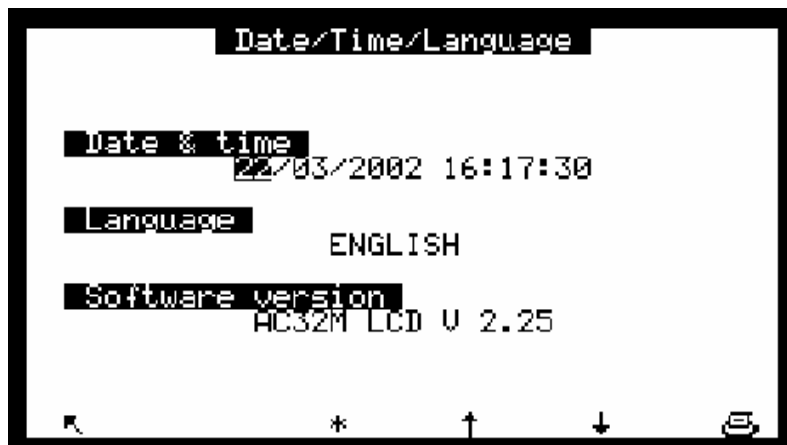 Date/Time/Language
Date & time
22/03/2002 16:17:30
Language
ENGLISH
Software version
AC32M LCD V 2.25
*